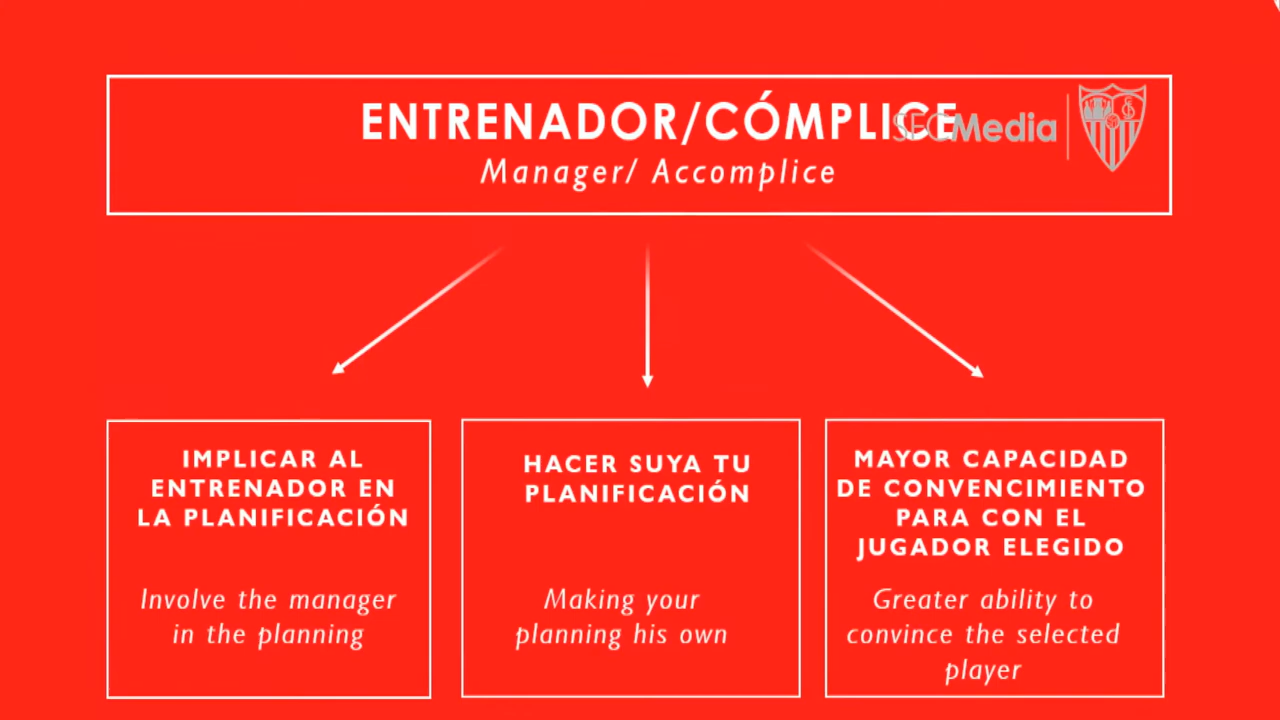 ENTRENADOR/CÓMPLICE
SFCMedia
Manager/ Accomplice
IMPLICAR AL
ENTRENADOR EN
LA PLANIFICACIÓN
Involve the manager
in the planning
HACER SUYA TU
PLANIFICACIÓN
Making your
planning his own
MAYOR CAPACIDAD
DE CONVENCIMIENTO
PARA CON EL
JUGADOR ELEGIDO
Greater ability to
convince the selected
player